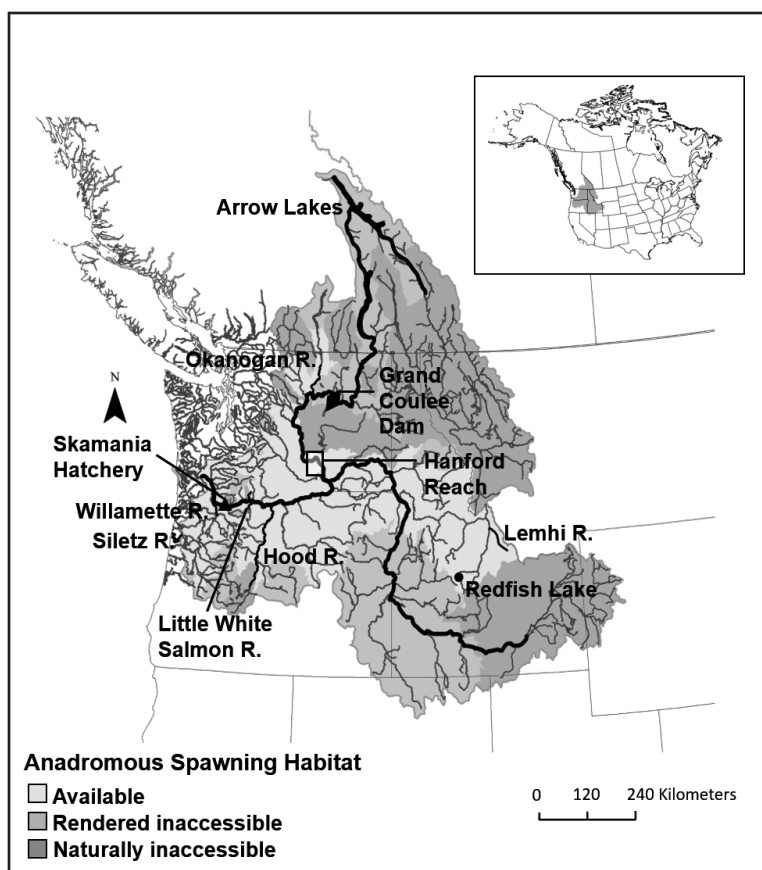 Arrow Lakes
Okanogan R.
Grand
Coulee
Dam
N
Skamania
Hatchery
Hanford
Reach
Willamette R.
Siletz R.
Lemhi R.
Hood R.
Redfish Lake
Little White
Salmon R.
Anadromous Spawning Habitat
Available
Rendered inaccessible
Naturally inaccessible
0 120 240 Kilometers